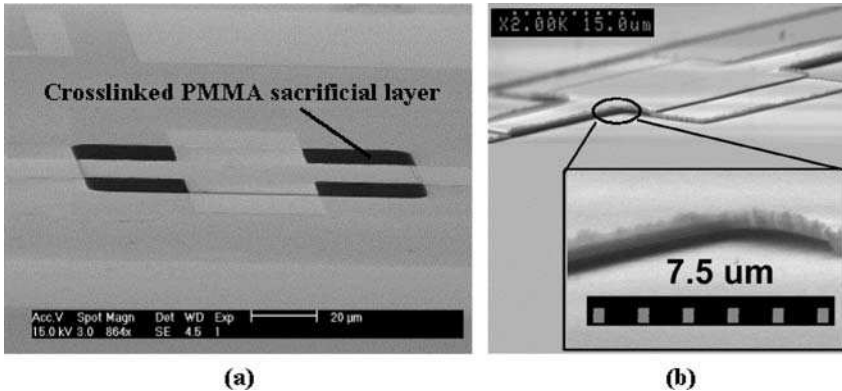 Crosslinked PMMA sacrificial layer
Acc.V Spot Magn Det WD Exp 20 µm
15.0 kV 3.0 864x SE 4.5 1
(a)
X2.00K 15.0um
7.5 um
(b)